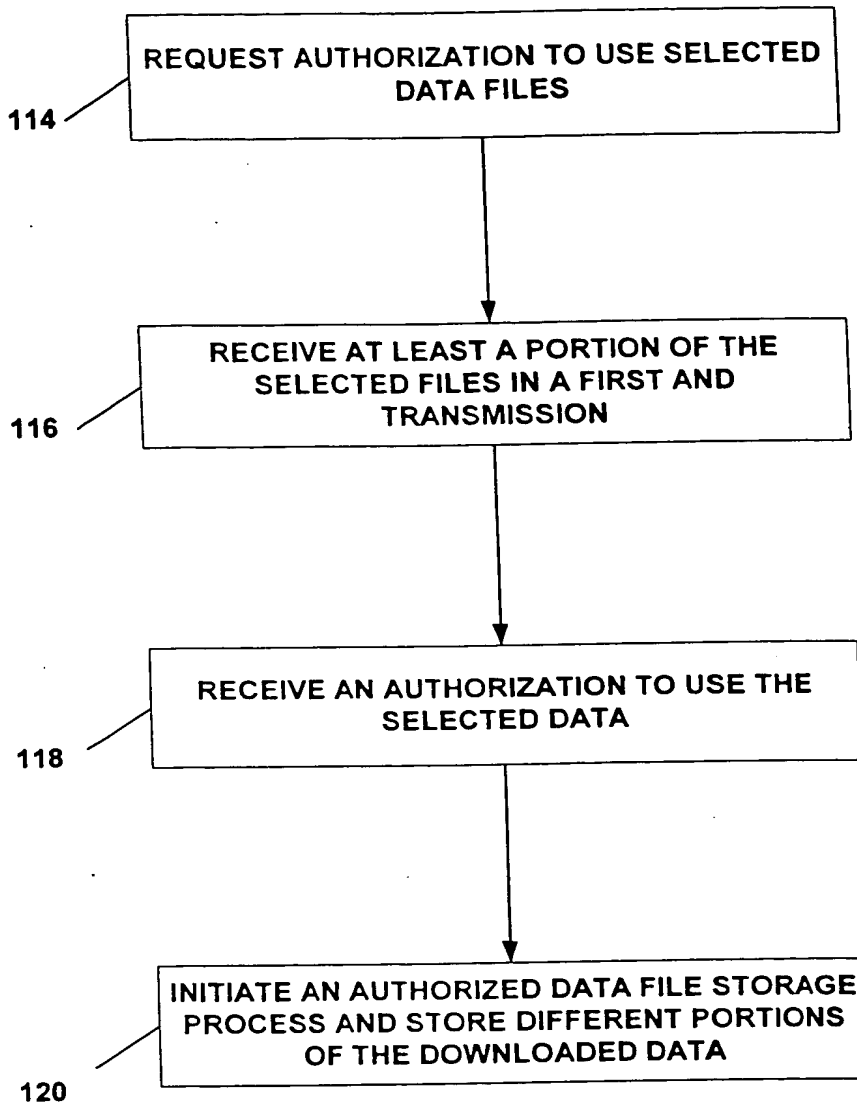 REQUEST AUTHORIZATION TO USE SELECTED
DATA FILES
114
RECEIVE AT LEAST A PORTION OF THE
SELECTED FILES IN A FIRST AND
TRANSMISSION
116
RECEIVE AN AUTHORIZATION TO USE THE
SELECTED DATA
118
INITIATE AN AUTHORIZED DATA FILE STORAGE
PROCESS AND STORE DIFFERENT PORTIONS
OF THE DOWNLOADED DATA
120